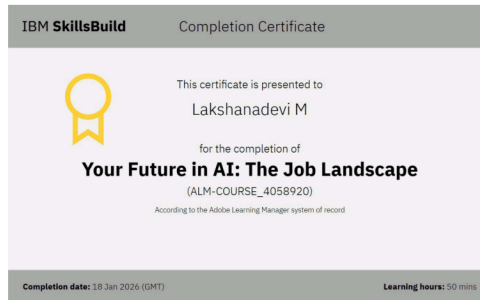 IBM SkillsBuild
Completion Certificate
This certificate is presented to
Lakshanadevi M
for the completion of
Your Future in AI: The Job Landscape
(ALM-COURSE_4058920)
According to the Adobe Learning Manager system of record
Completion date: 18 Jan 2026 (GMT)
Learning hours: 50 mins